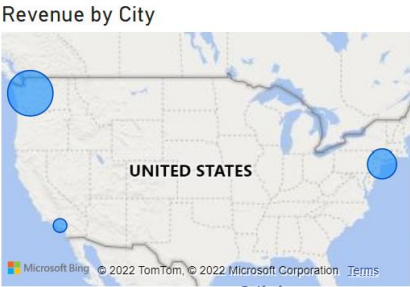 Revenue by City
UNITED STATES
Microsoft Bing © 2022 TomTom, © 2022 Microsoft Corporation Terms